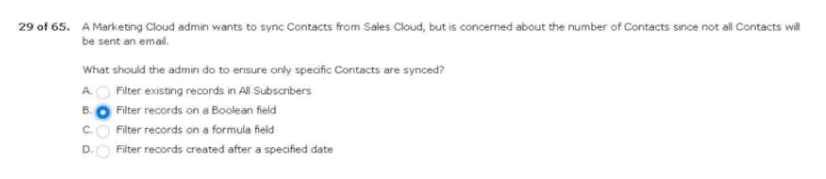 29 of 65. A Marketing Cloud admin wants to sync Contacts from Sales Cloud, but is concerned about the number of Contacts since not all Contacts will
be sent an email.
What should the admin do to ensure only specific Contacts are synced?
A. Filter existing records in All Subscribers
B. Filter records on a Boolean field
C. Filter records on a formula field
D. Filter records created after a specified date